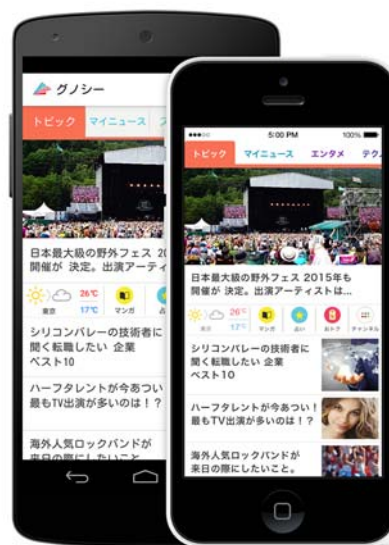 グノシー
トピック
マイニュース
日本最大級の野外フェス 20
開催が 決定。出演アーティ
26℃
17℃
東京
マンガ
占
シリコンバレーの技術者に
聞く転職したい 企業
ベスト10
ハーフタレントが今あつい
最もTV出演が多いのは!?
海外人気ロックバンドが
来日の際にしたいこと
5:00 PM
100%
トピック
マイニュース
エンタメ
テク
日本最大級の野外フェス 2015年も
開催が 決定。出演アーティストは...
26℃
17℃
東京
マンガ
占い
おトク
チャンネル
シリコンバレーの技術者に
聞く転職したい 企業
ベスト10
ハーフタレントが今あつい!
最もTV出演が多いのは!?
海外人気ロックバンドが
来日の際にしたいこと。